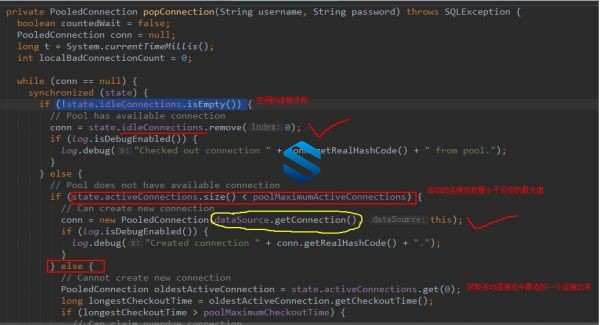 private PooledConnection popConnection(String username, String password) throws SQLException {
boolean countedWait = false;
PooledConnection conn = null;
long t = System.currentTimeMillis();
int localBadConnectionCount = 0;
while (conn == null) {
synchronized (state) {
if (!state.idleConnections.isEmpty()) { 空闲的连接还有
// Pool has available connection
conn = state.idleConnections.remove( index: 0);
if (log.isDebugEnabled()) {
log.debug( s: "Checked out connection " + conn.getRealHashCode() + " from pool.");
}
} else {
// Pool does not have available connection
if (state.activeConnections.size() < poolMaximumActiveConnections) { 活动的连接池数量小于设定的最大值
// Can create new connection
conn = new PooledConnection(dataSource.getConnection(), dataSource: this);
if (log.isDebugEnabled()) {
log.debug( s: "Created connection " + conn.getRealHashCode() + ".");
}
} else {
// Cannot create new connection
PooledConnection oldestActiveConnection = state.activeConnections.get(0); 获取活动连接池中最老的一个连接出来
long longestCheckoutTime = oldestActiveConnection.getCheckoutTime();
if (longestCheckoutTime > poolMaximumCheckoutTime) {
// Can claim overdue connection